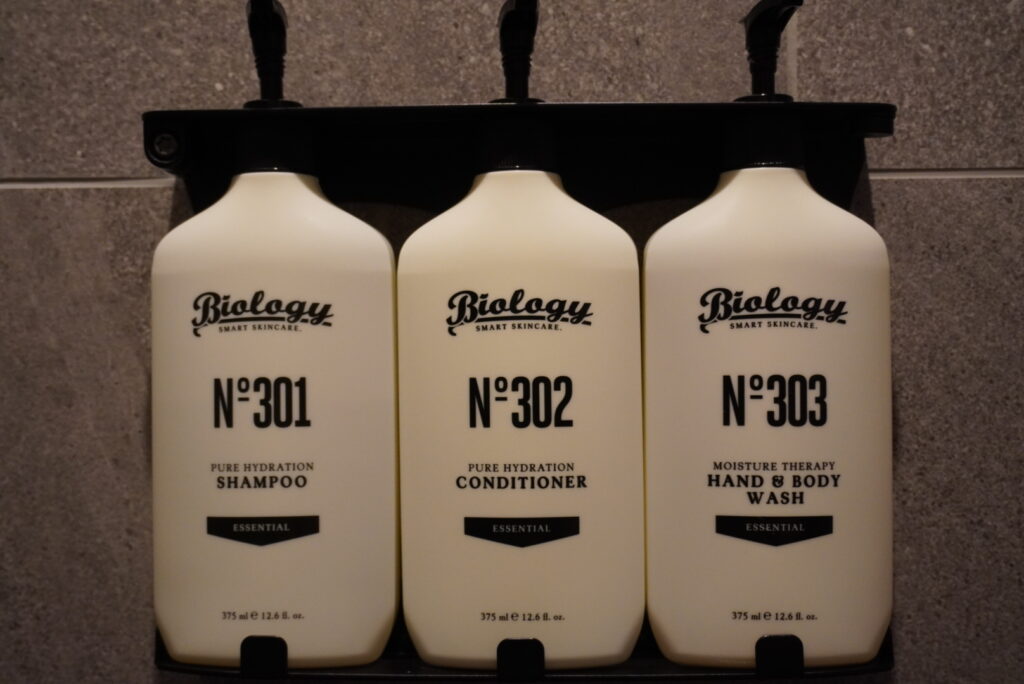 Biology
SMART SKINCARE.
Nº301
PURE HYDRATION
SHAMPOO
ESSENTIAL
375 ml ℮ 12.6 fl. oz.
Biology
SMART SKINCARE.
Nº302
PURE HYDRATION
CONDITIONER
ESSENTIAL
375 ml ℮ 12.6 fl. oz.
Biology
SMART SKINCARE.
Nº303
MOISTURE THERAPY
HAND & BODY
WASH
ESSENTIAL
375 ml ℮ 12.6 fl. oz.